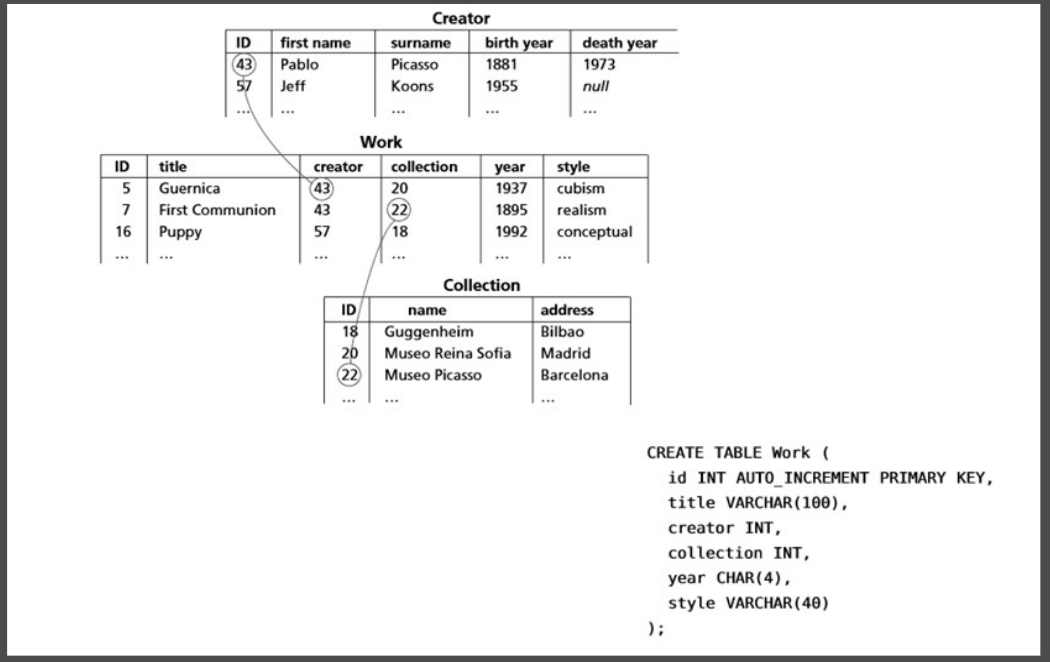 Creator
ID first name surname birth year death year
43 Pablo Picasso 1881 1973
57 Jeff Koons 1955 null
... ... ... ... ...
Work
ID title creator collection year style
5 Guernica 43 20 1937 cubism
7 First Communion 43 22 1895 realism
16 Puppy 57 18 1992 conceptual
... ... ... ... ... ...
Collection
ID name address
18 Guggenheim Bilbao
20 Museo Reina Sofia Madrid
22 Museo Picasso Barcelona
... ... ...
CREATE TABLE Work (
id INT AUTO_INCREMENT PRIMARY KEY,
title VARCHAR(100),
creator INT,
collection INT,
year CHAR(4),
style VARCHAR(40)
);